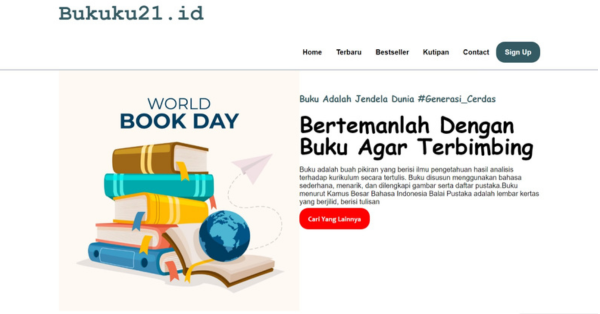 Bukuku21.id
Home Terbaru Bestseller Kutipan Contact Sign Up
WORLD
BOOK DAY
Buku Adalah Jendela Dunia #Generasi_Cerdas
Bertemanlah Dengan
Buku Agar Terbimbing
Buku adalah buah pikiran yang berisi ilmu pengetahuan hasil analisis
terhadap kurikulum secara tertulis. Buku disusun menggunakan bahasa
sederhana, menarik, dan dilengkapi gambar serta daftar pustaka.Buku
menurut Kamus Besar Bahasa Indonesia Balai Pustaka adalah lembar kertas
yang berjilid, berisi tulisan
Cari Yang Lainnya